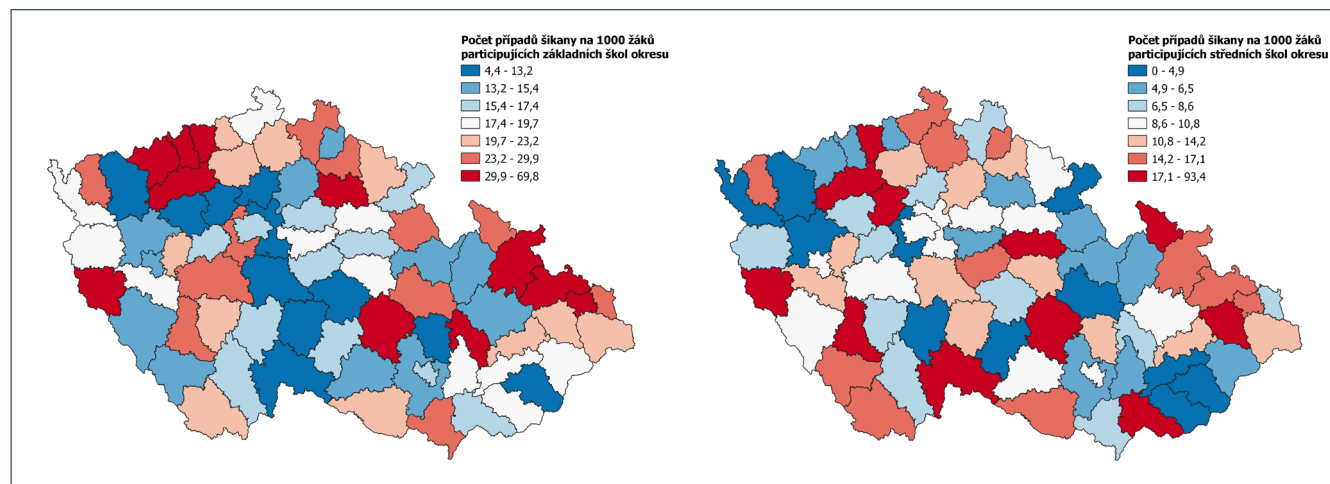 Počet případů šikany na 1000 žáků
participujících základních škol okresu
4,4 - 13,2
13,2 - 15,4
15,4 - 17,4
17,4 - 19,7
19,7 - 23,2
23,2 - 29,9
29,9 - 69,8
Počet případů šikany na 1000 žáků
participujících středních škol okresu
0 - 4,9
4,9 - 6,5
6,5 - 8,6
8,6 - 10,8
10,8 - 14,2
14,2 - 17,1
17,1 - 93,4